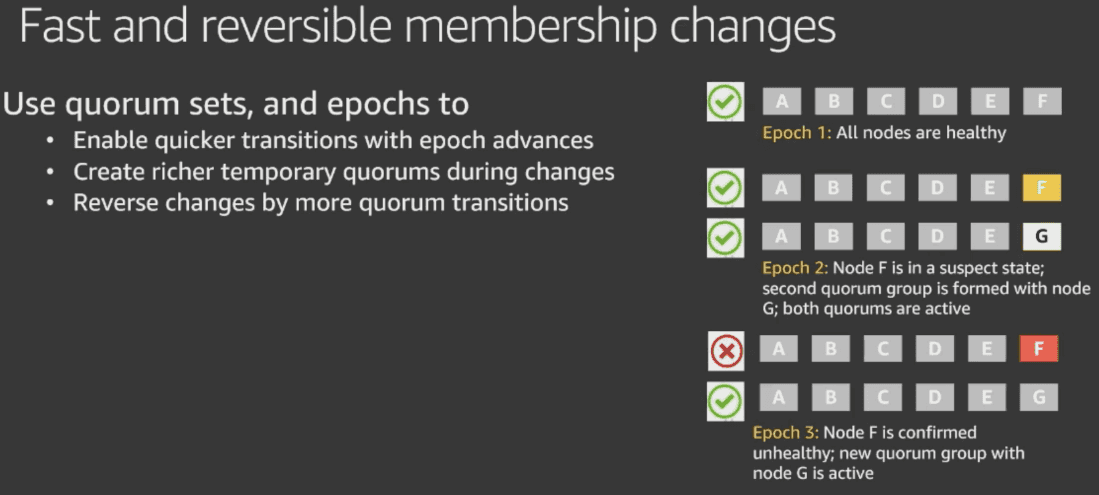 Fast and reversible membership changes
Use quorum sets, and epochs to
• Enable quicker transitions with epoch advances
• Create richer temporary quorums during changes
• Reverse changes by more quorum transitions
A B C D E F
Epoch 1: All nodes are healthy
A B C D E F
A B C D E G
Epoch 2: Node F is in a suspect state;
second quorum group is formed with node
G; both quorums are active
A B C D E F
A B C D E G
Epoch 3: Node F is confirmed
unhealthy; new quorum group with
node G is active